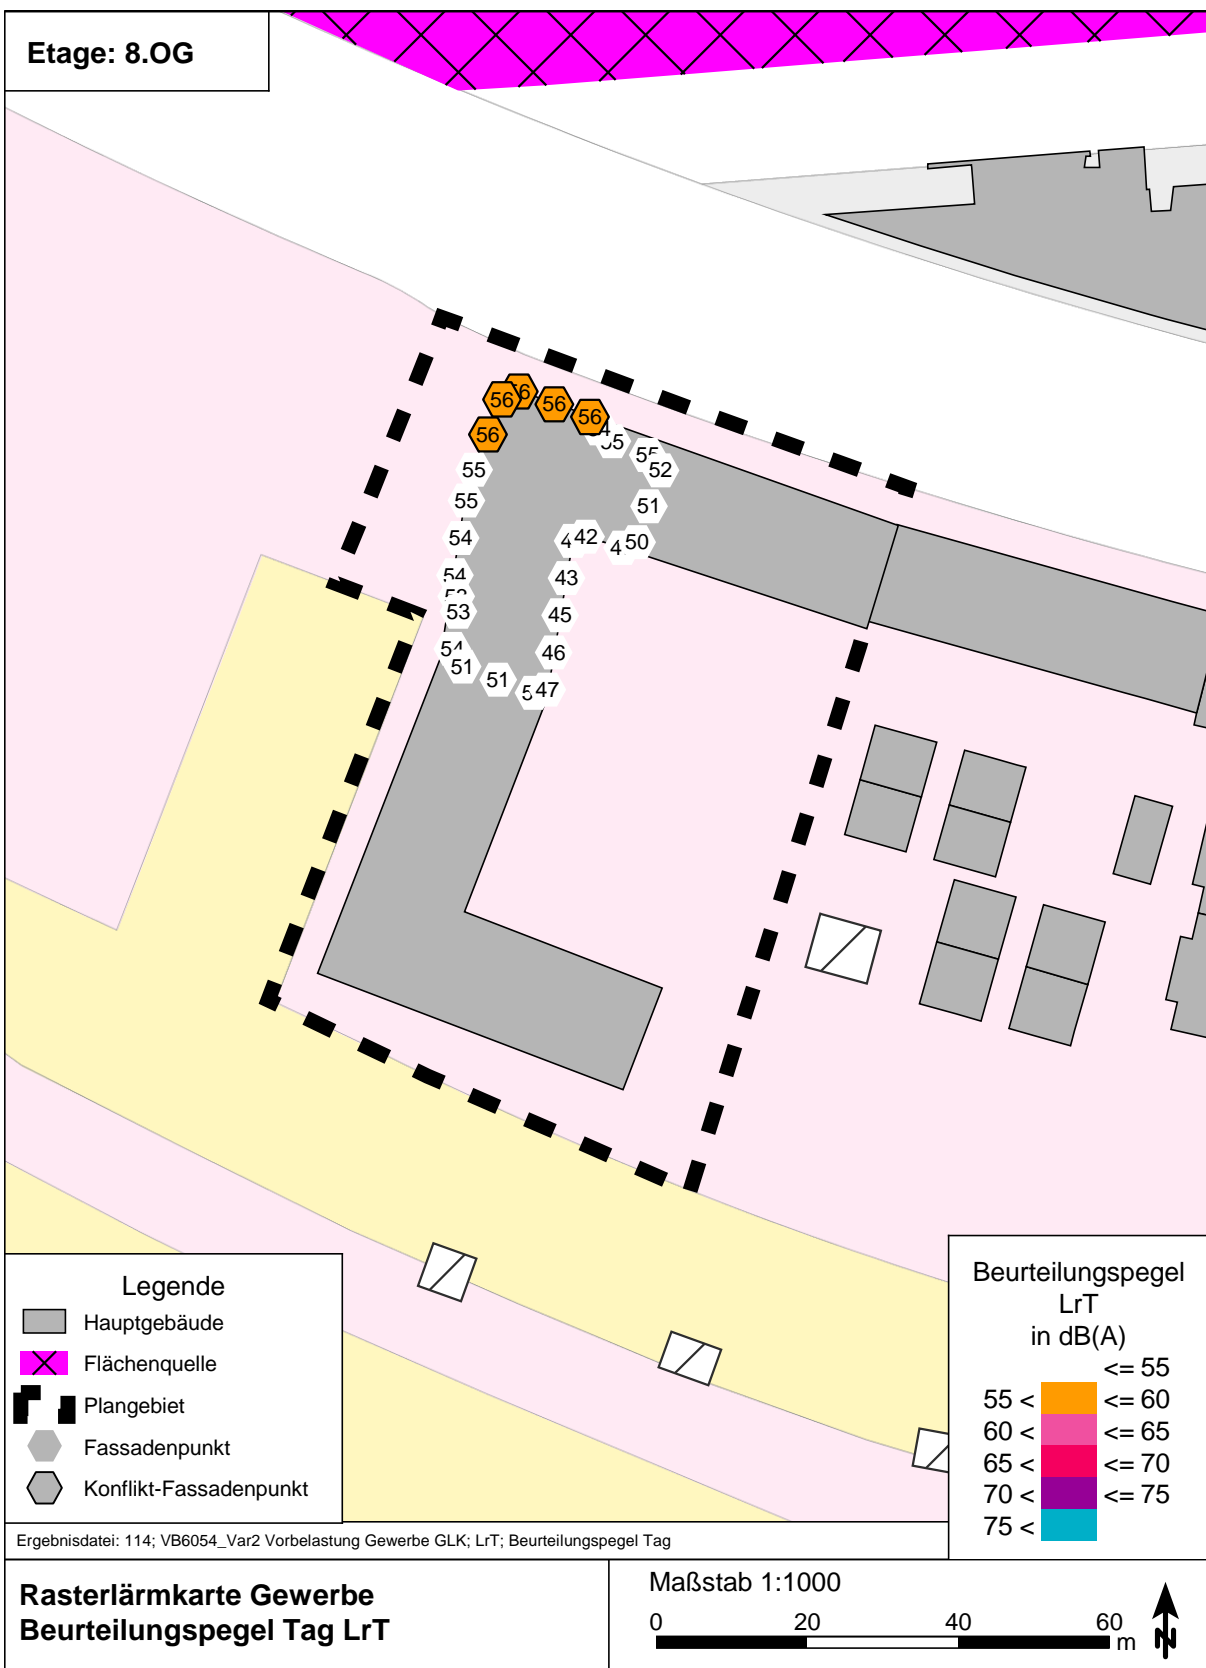 Etage: 8.OG
56
56
56
56
55
55
56
55
52
55
51
54
42
50
54
43
53
45
54
46
51
51
47
Legende
Hauptgebäude
Flächenquelle
Plangebiet
Fassadenpunkt
Konflikt-Fassadenpunkt
Beurteilungspegel
LrT
in dB(A)
<= 55
55 < <= 60
60 < <= 65
65 < <= 70
70 < <= 75
75 <
Ergebnisdatei: 114; VB6054_Var2 Vorbelastung Gewerbe GLK; LrT; Beurteilungspegel Tag
Rasterlärmkarte Gewerbe
Beurteilungspegel Tag LrT
Maßstab 1:1000
0 20 40 60
m
N